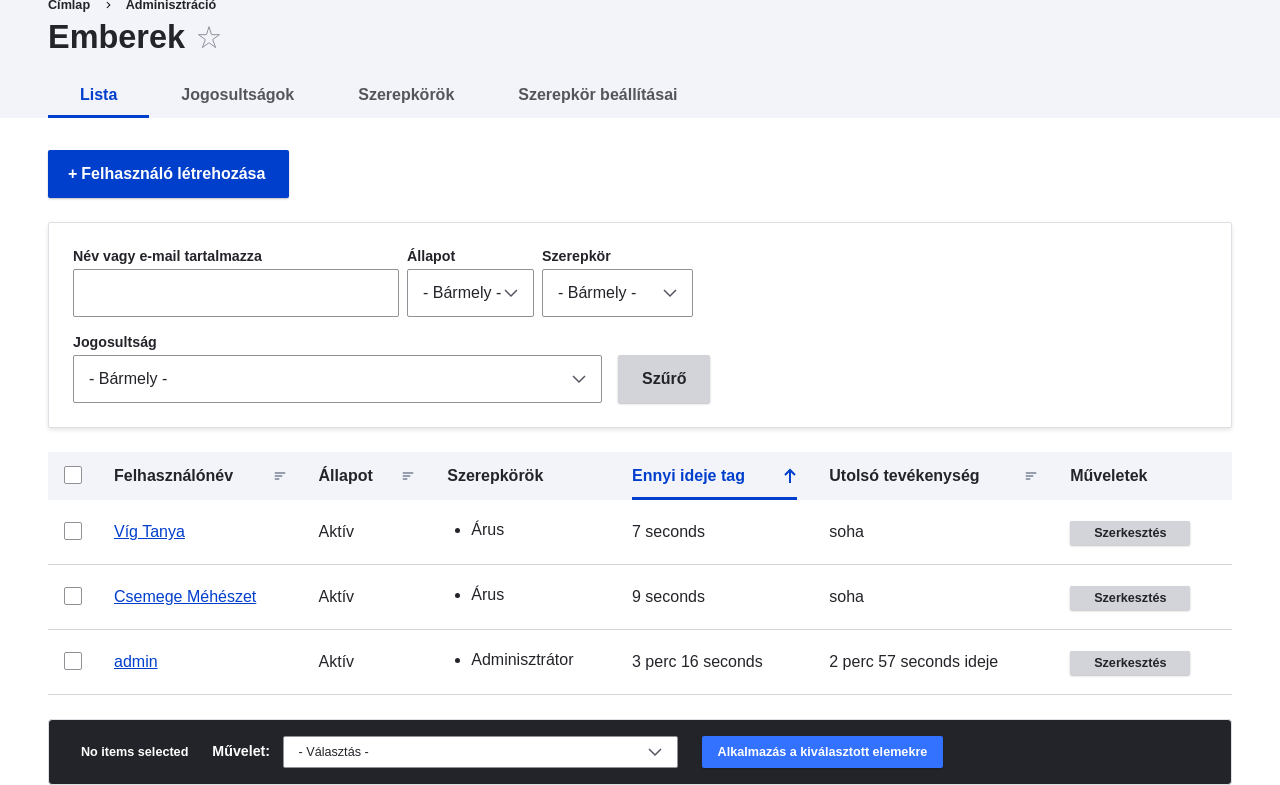 Címlap > Adminisztráció
Emberek
Lista Jogosultságok Szerepkörök Szerepkör beállításai
+ Felhasználó létrehozása
Név vagy e-mail tartalmazza Állapot Szerepkör
- Bármely - - Bármely -
Jogosultság
- Bármely - Szűrő
Felhasználónév Állapot Szerepkörök Ennyi ideje tag Utolsó tevékenység Műveletek
Víg Tanya Aktív • Árus 7 seconds soha Szerkesztés
Csemege Méhészet Aktív • Árus 9 seconds soha Szerkesztés
admin Aktív • Adminisztrátor 3 perc 16 seconds 2 perc 57 seconds ideje Szerkesztés
No items selected Művelet: - Választás - Alkalmazás a kiválasztott elemekre